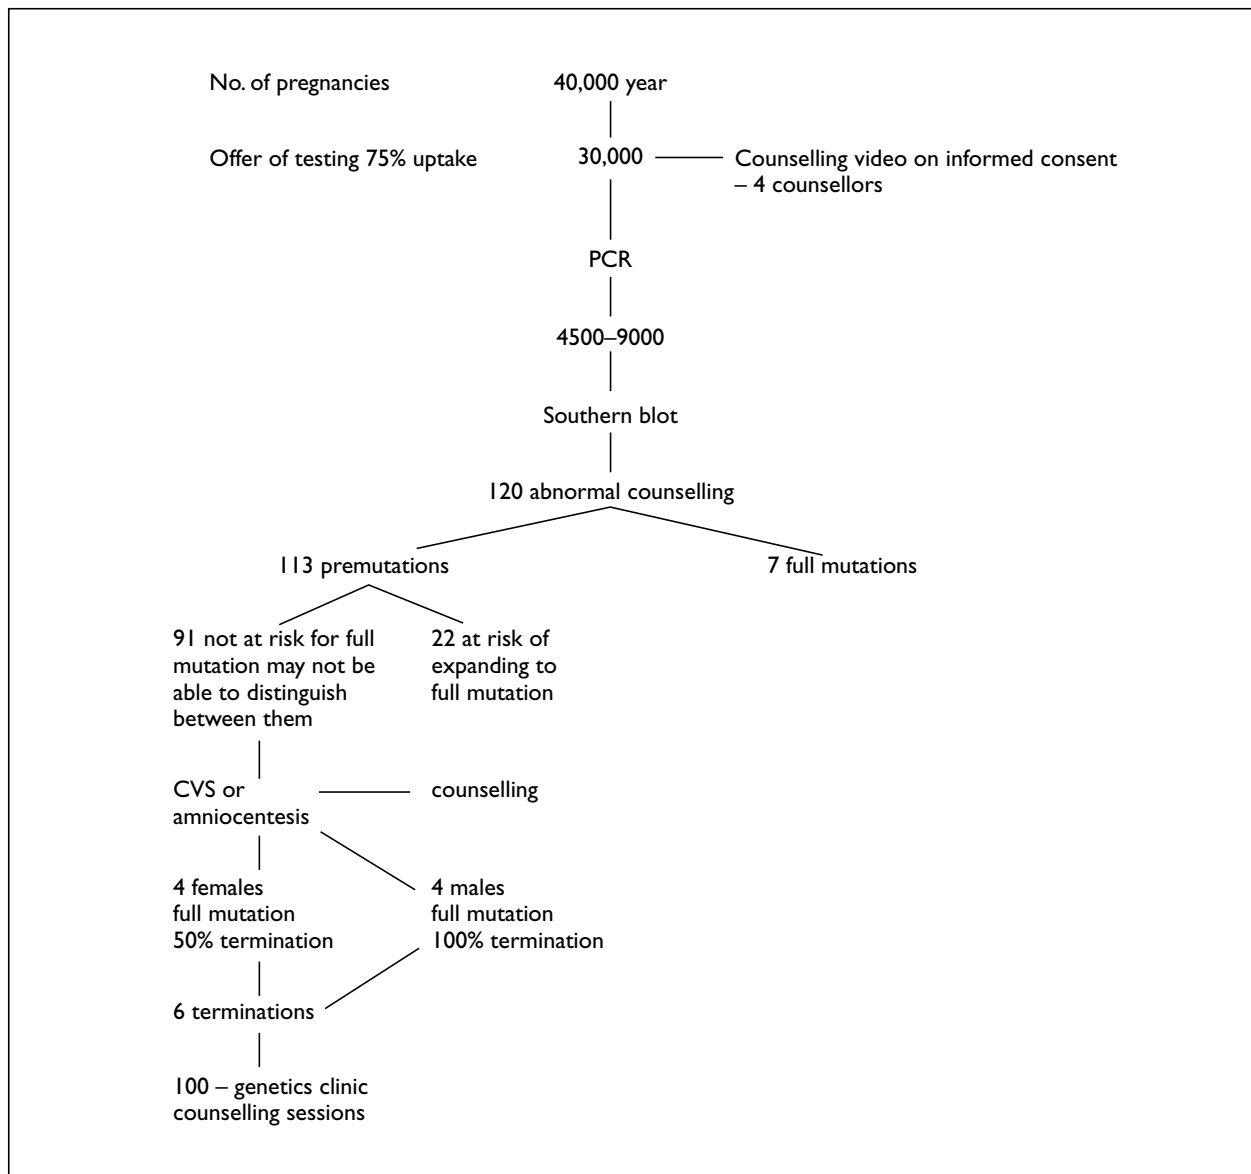 No. of pregnancies
40,000 year
Offer of testing 75% uptake
30,000
Counselling video on informed consent
– 4 counsellors
PCR
4500–9000
Southern blot
120 abnormal counselling
113 premutations
7 full mutations
91 not at risk for full
mutation may not be
able to distinguish
between them
22 at risk of
expanding to
full mutation
CVS or
amniocentesis
counselling
4 females
full mutation
50% termination
4 males
full mutation
100% termination
6 terminations
100 – genetics clinic
counselling sessions